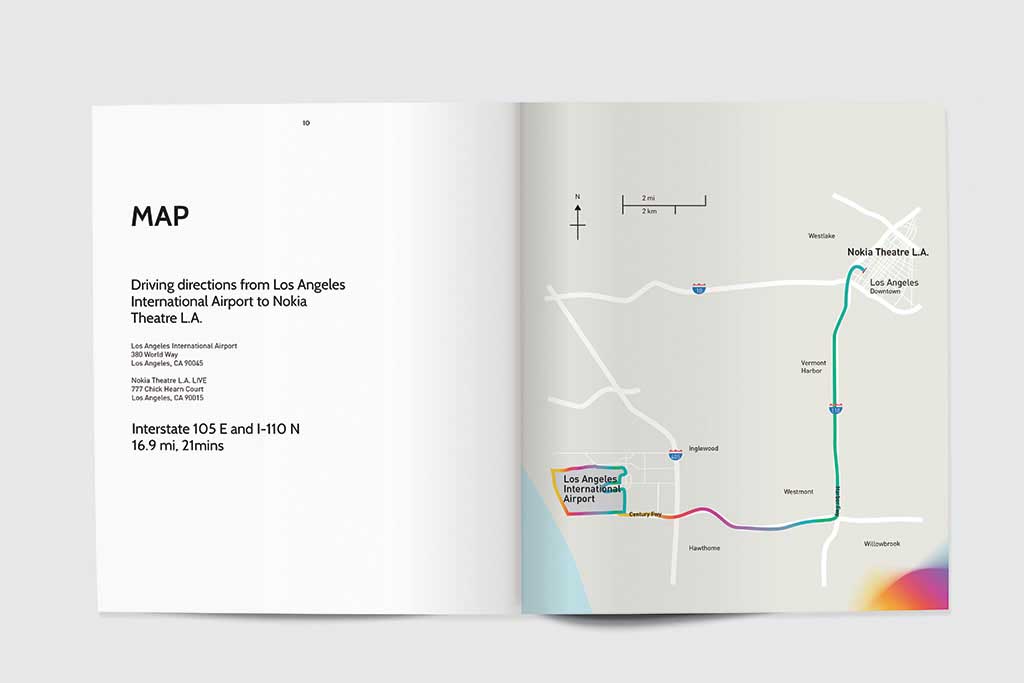 10
MAP
Driving directions from Los Angeles
International Airport to Nokia
Theatre L.A.
Los Angeles International Airport
380 World Way
Los Angeles, CA 90045
Nokia Theatre L.A. LIVE
777 Chick Hearn Court
Los Angeles, CA 90015
Interstate 105 E and I-110 N
16.9 mi, 21mins
N
2 mi
2 km
Westlake
Nokia Theatre L.A.
Los Angeles
Downtown
10
Vermont
Harbor
110
Inglewood
405
Los Angeles
International
Airport
Westmont
Harbor Fwy
Century Fwy
Hawthorne
Willowbrook